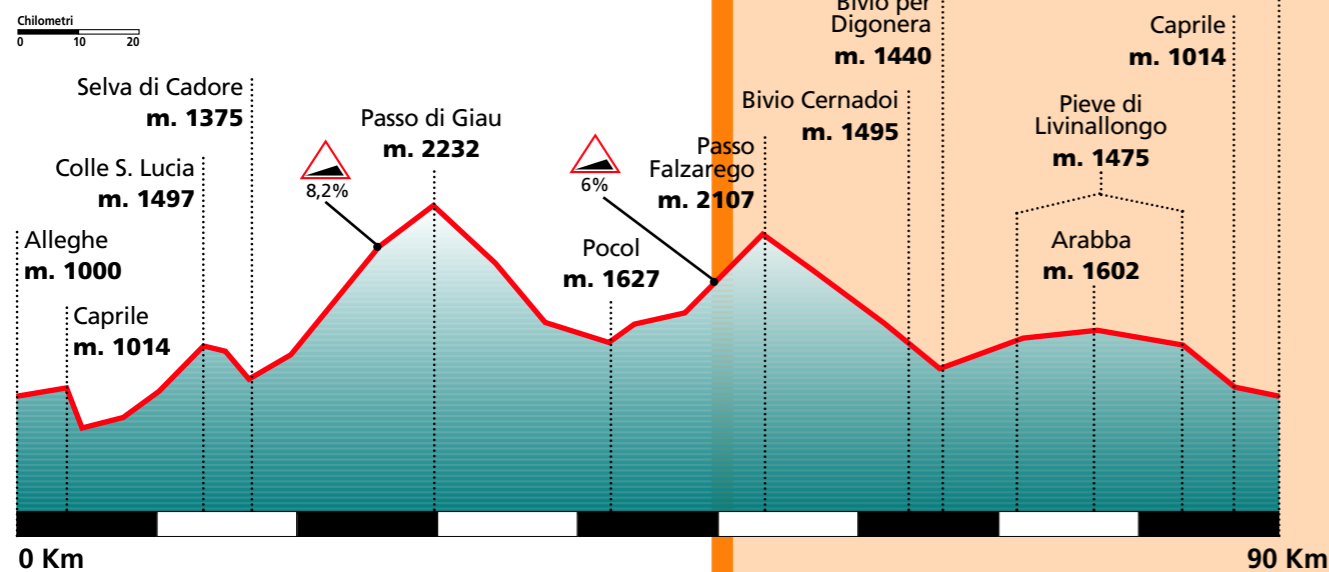 Chilometri
0 10 20
Bivio per
Digonera
m. 1440
Caprile
m. 1014
Selva di Cadore
m. 1375
Bivio Cernadoi
m. 1495
Pieve di
Livinallongo
m. 1475
Passo di Giau
m. 2232
Passo
Falzarego
m. 2107
Colle S. Lucia
m. 1497
8,2%
6%
Alleghe
m. 1000
Pocol
m. 1627
Arabba
m. 1602
Caprile
m. 1014
0 Km
90 Km